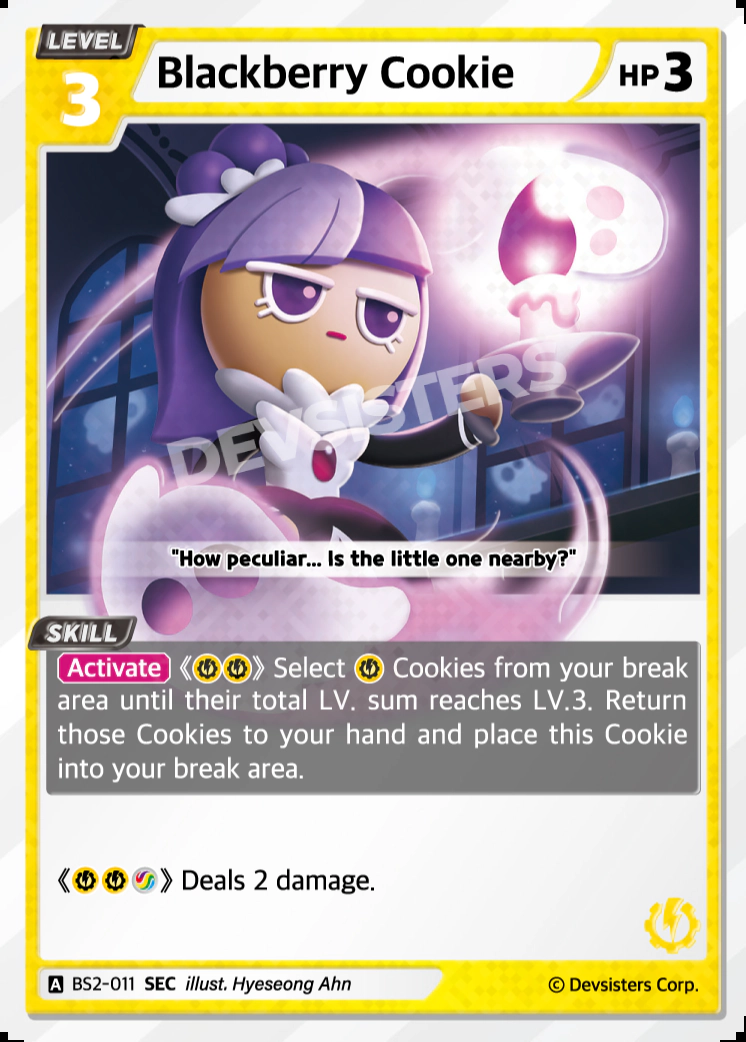 LEVEL
3
Blackberry Cookie
HP 3
DEVSISTERS
"How peculiar... Is the little one nearby?"
SKILL
Activate 《 》 Select Cookies from your break
area until their total LV. sum reaches LV.3. Return
those Cookies to your hand and place this Cookie
into your break area.
《 》 Deals 2 damage.
A BS2-011 SEC illust. Hyeseong Ahn
© Devsisters Corp.